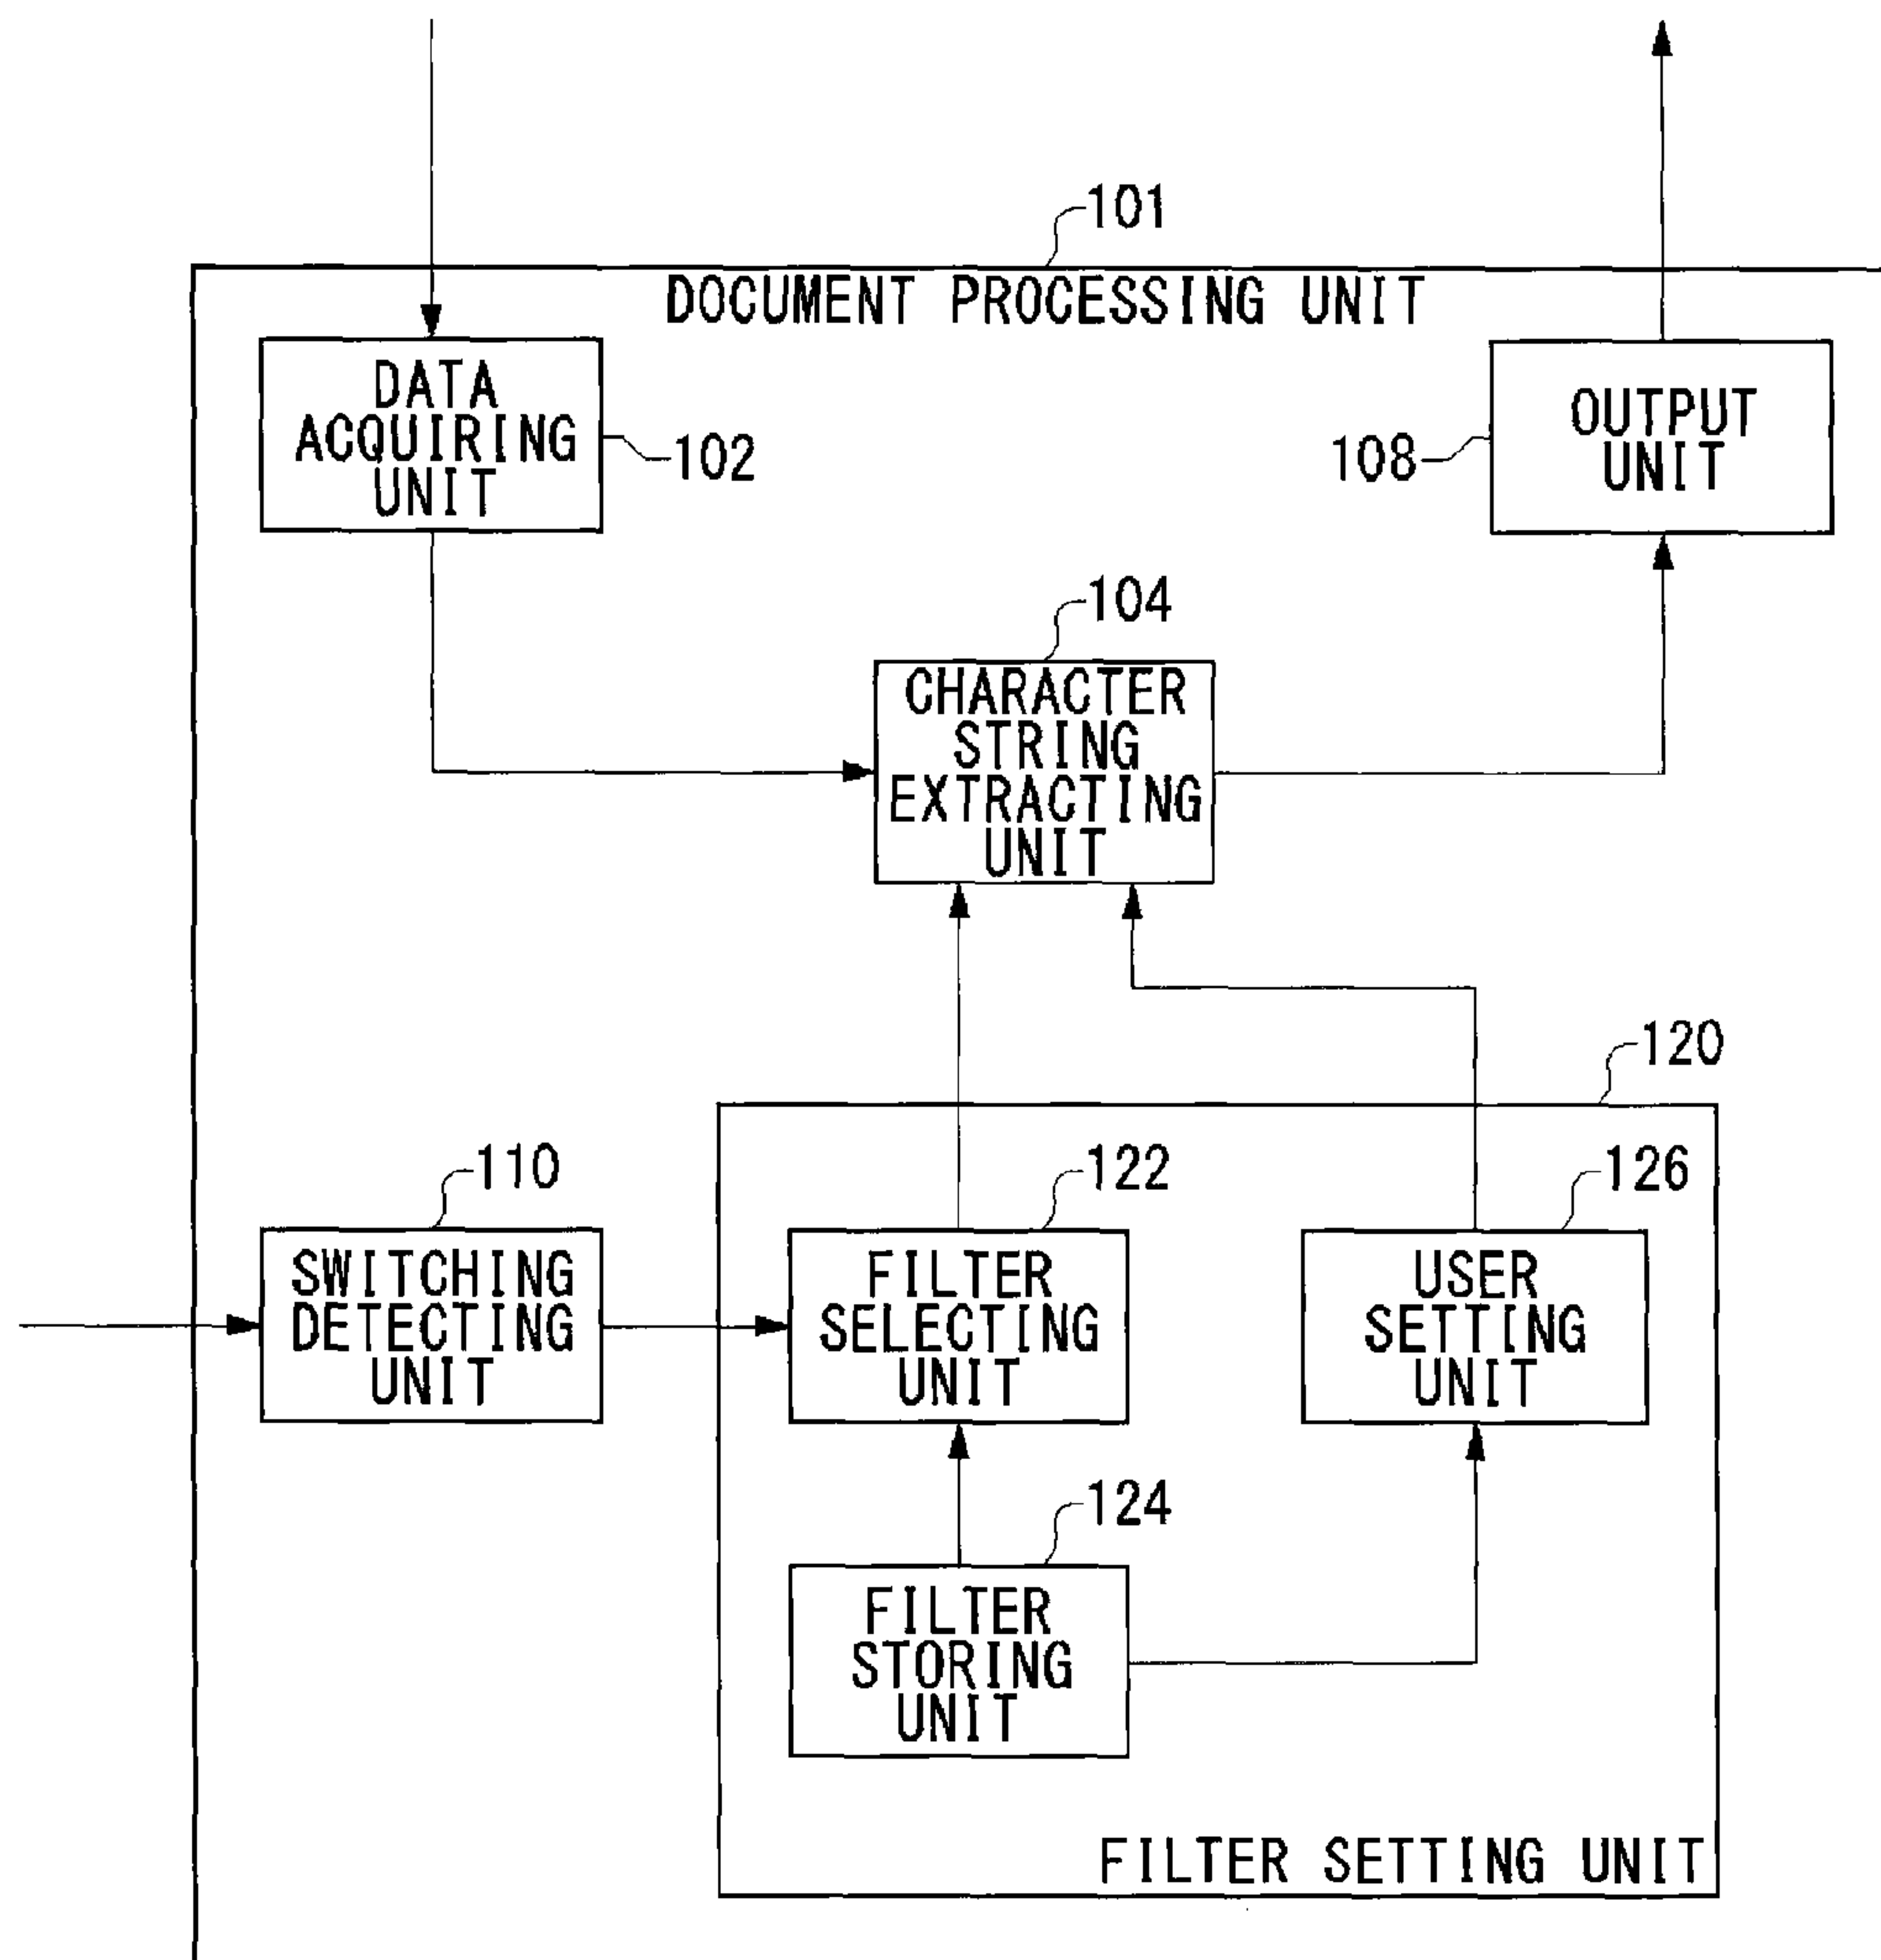 101
DOCUMENT PROCESSING UNIT
DATA
ACQUIRING
UNIT
102
108
OUTPUT
UNIT
104
CHARACTER
STRING
EXTRACTING
UNIT
120
110
SWITCHING
DETECTING
UNIT
122
FILTER
SELECTING
UNIT
126
USER
SETTING
UNIT
124
FILTER
STORING
UNIT
FILTER SETTING UNIT